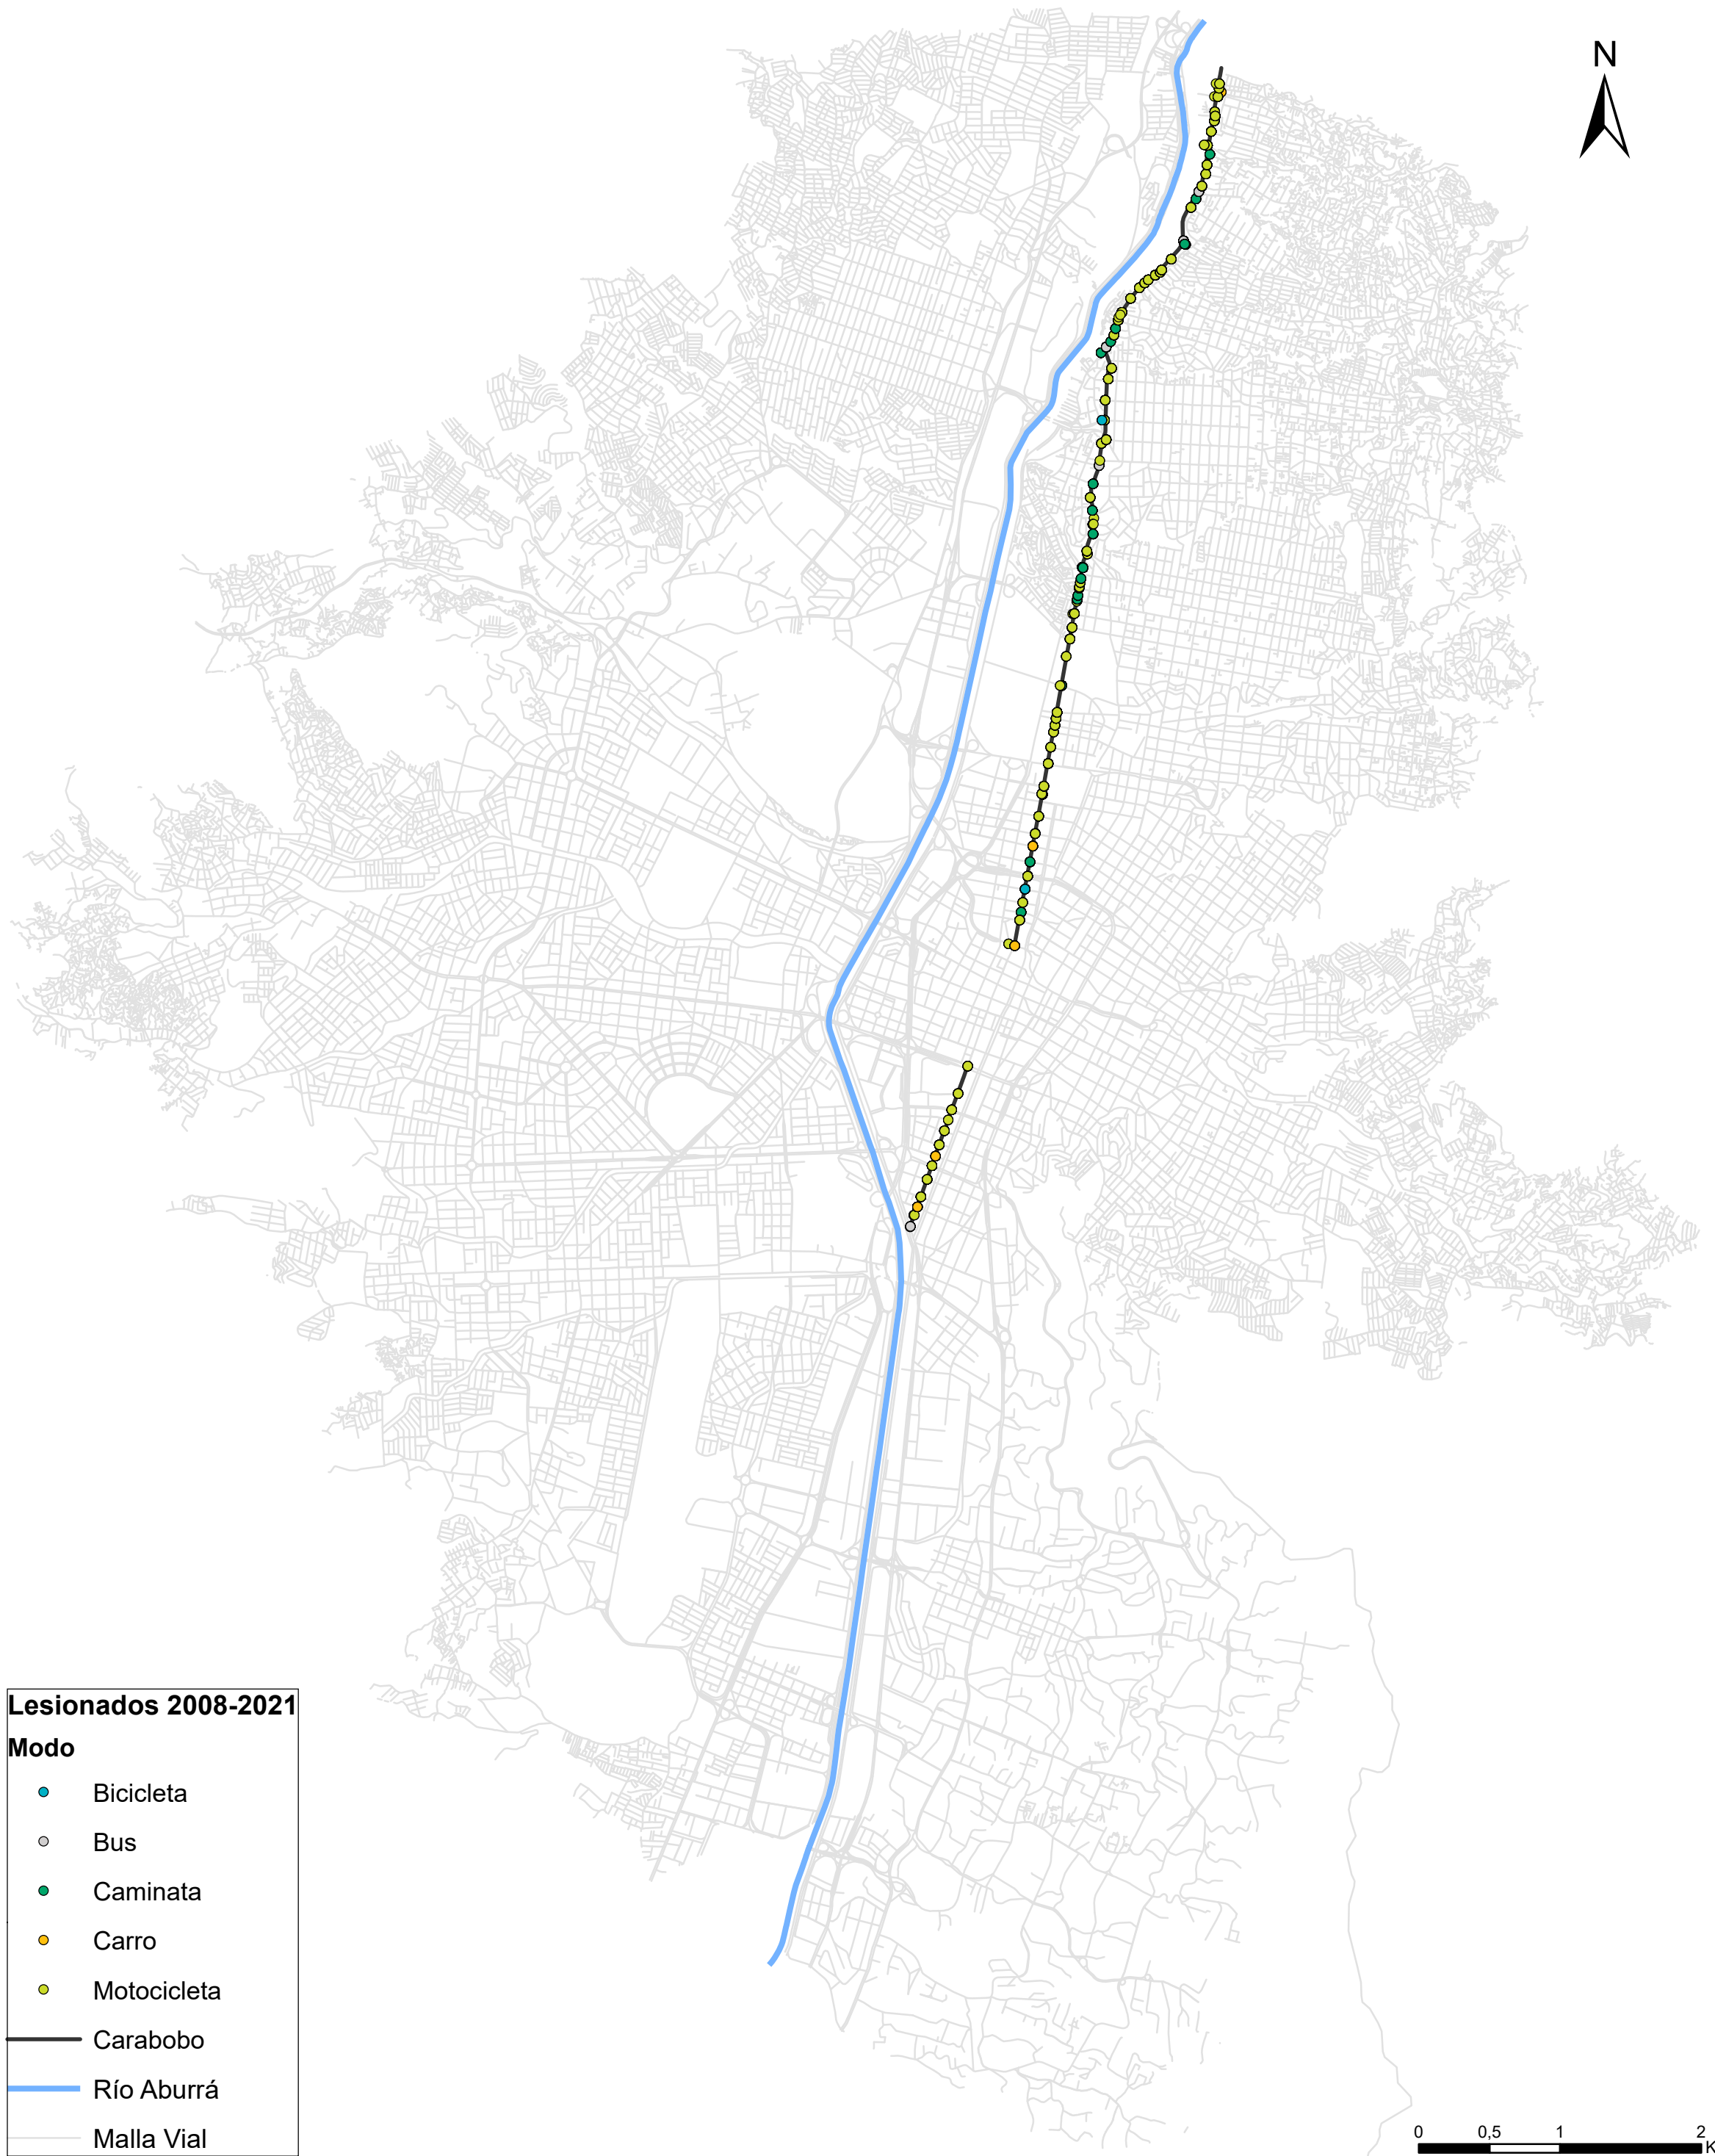 N
Lesionados 2008-2021
Modo
Bicicleta
Bus
Caminata
Carro
Motocicleta
Carabobo
Río Aburrá
Malla Vial
0 0,5 1 2
K